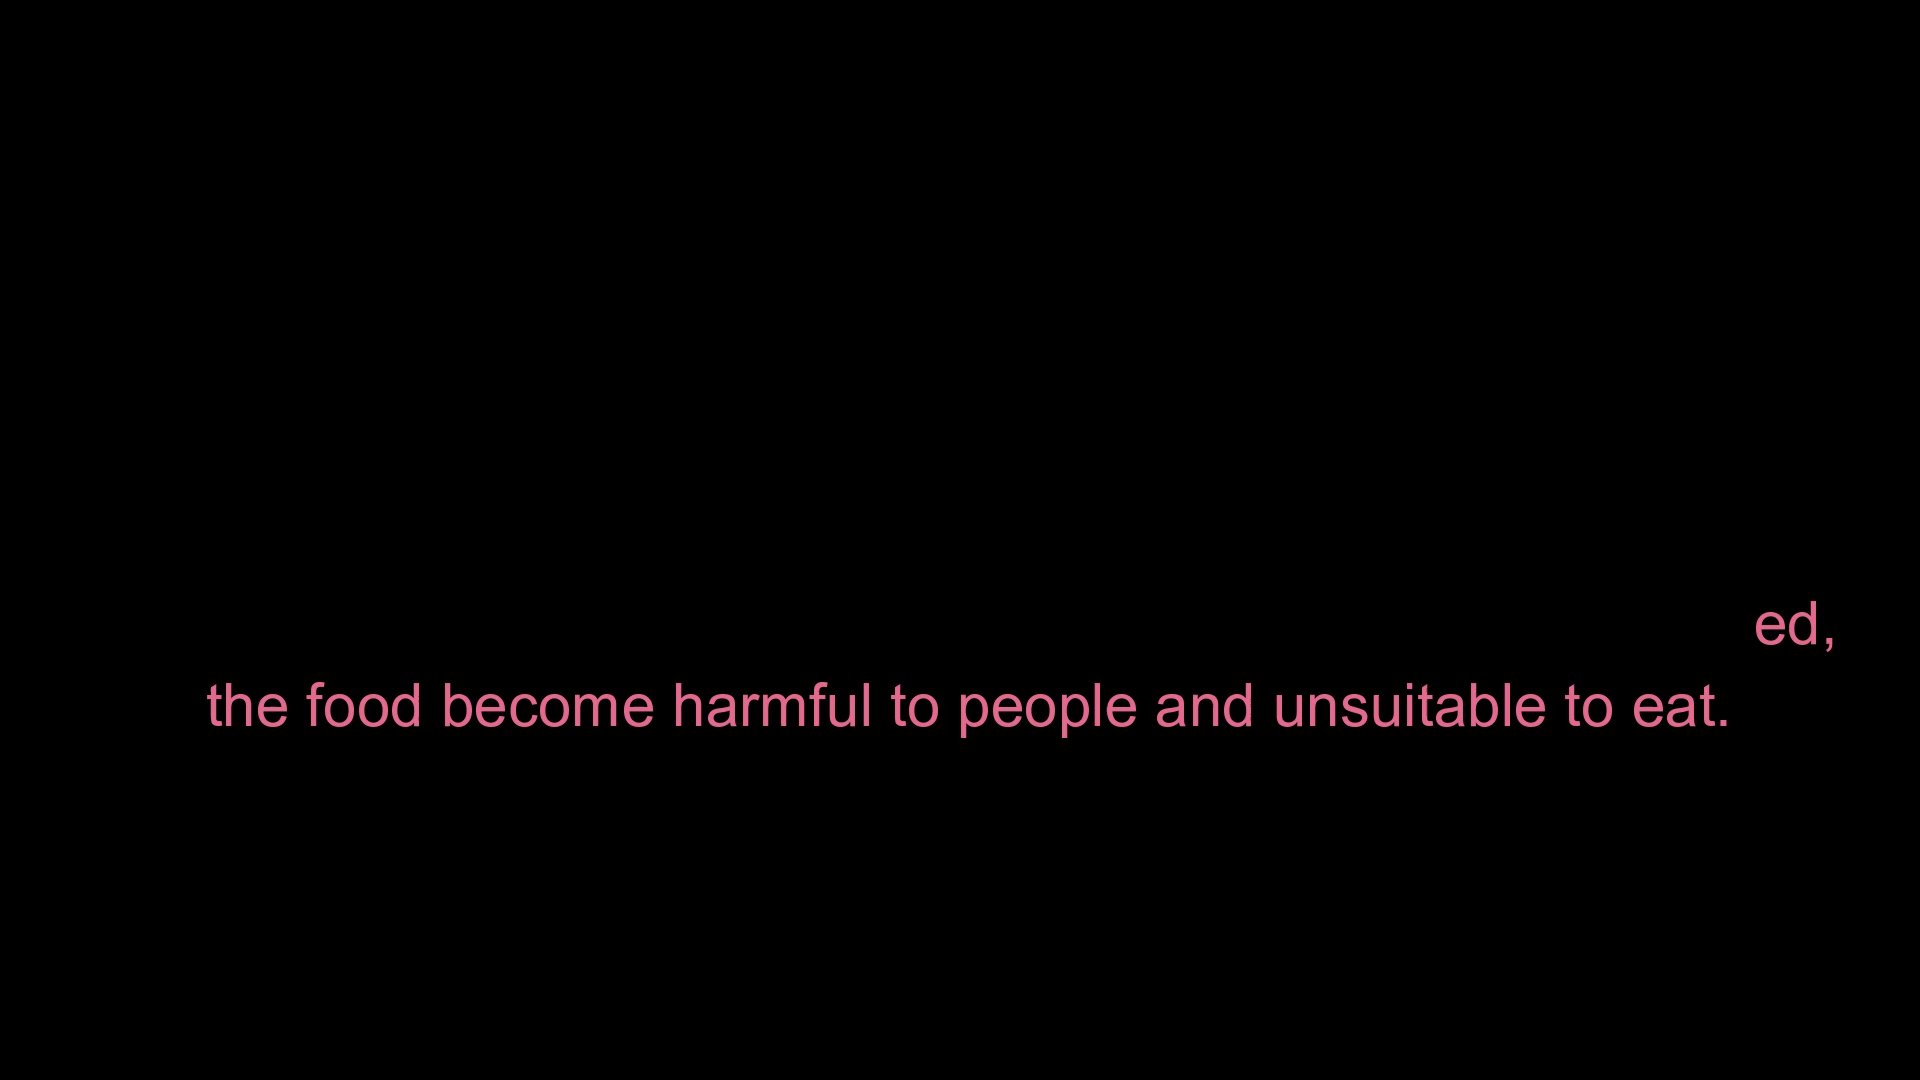 ed,
the food become harmful to people and unsuitable to eat.